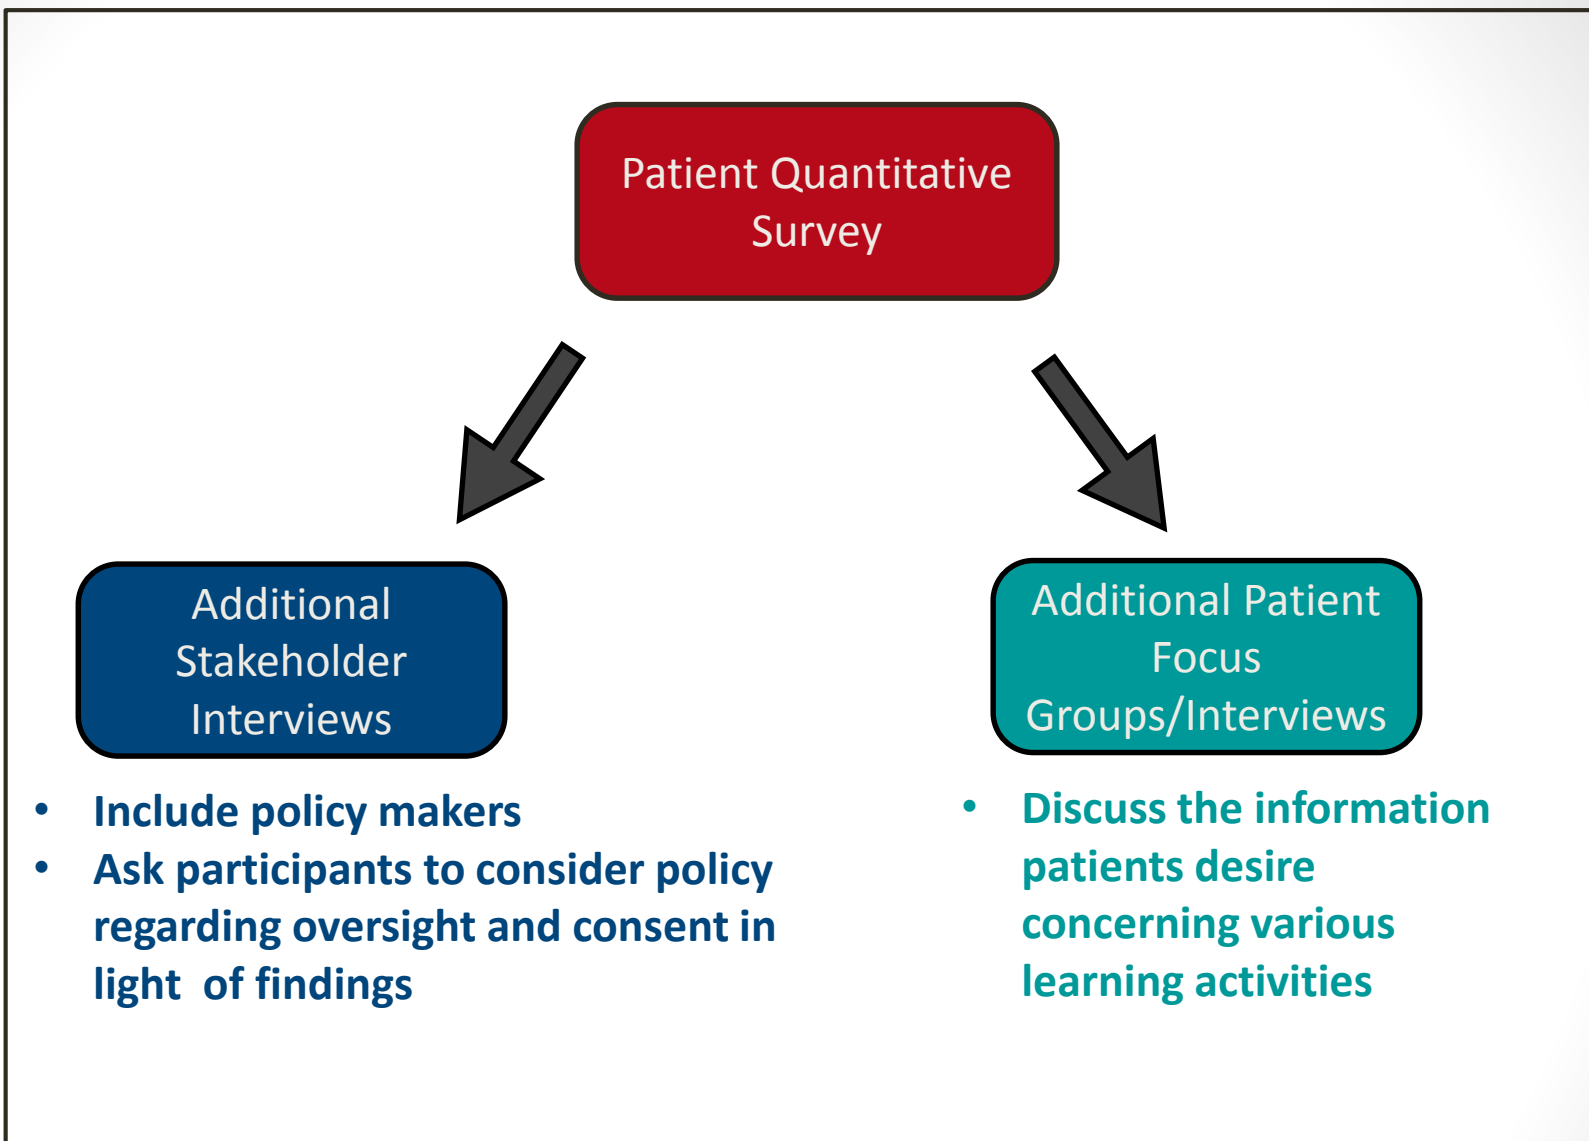 Patient Quantitative
Survey
Additional
Stakeholder
Interviews
• Include policy makers
• Ask participants to consider policy
regarding oversight and consent in
light  of findings
Additional Patient
Focus
Groups/Interviews
• Discuss the information
patients desire
concerning various
learning activities